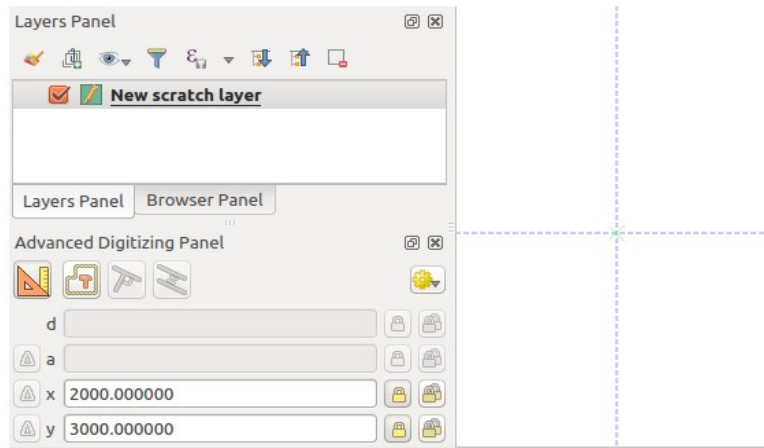 Layers Panel
New scratch layer
Layers Panel Browser Panel
Advanced Digitizing Panel
d
a
x 2000.000000
y 3000.000000